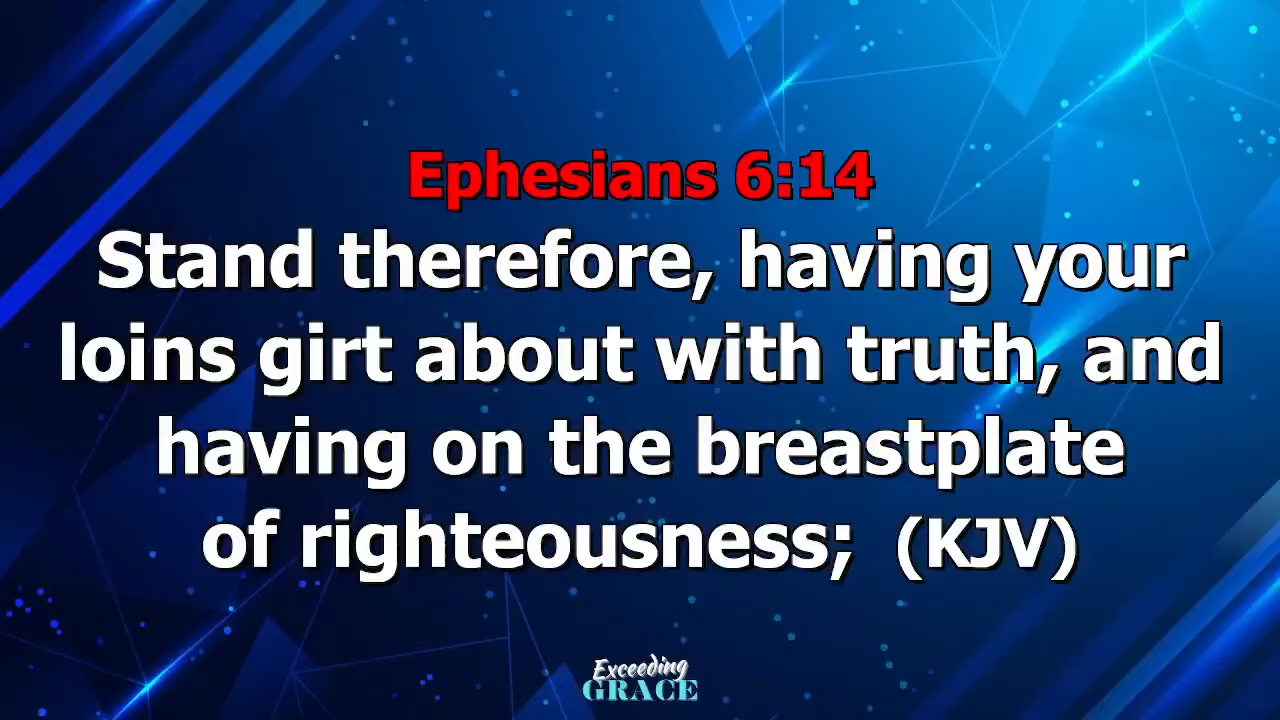 Ephesians 6:14
Stand therefore, having your
loins girt about with truth, and
having on the breastplate
of righteousness; (KJV)
Exceeding
GRACE